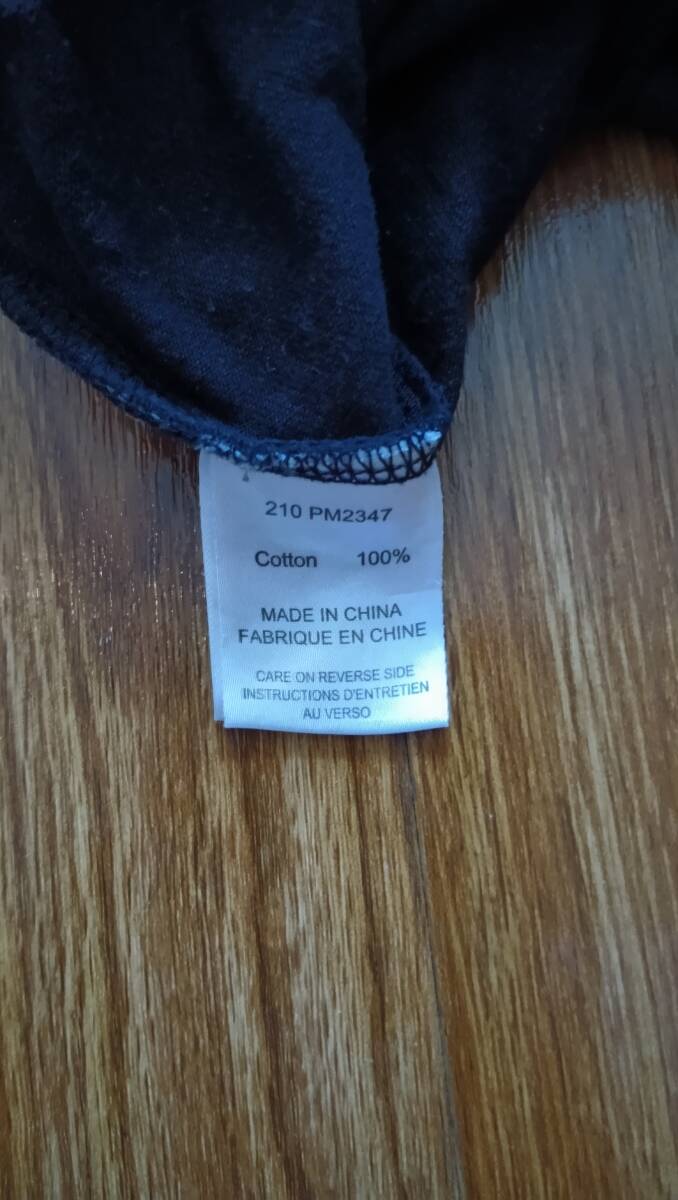 210 PM2347
Cotton 100%
MADE IN CHINA
FABRIQUE EN CHINE
CARE ON REVERSE SIDE
INSTRUCTIONS D'ENTRETIEN
AU VERSO